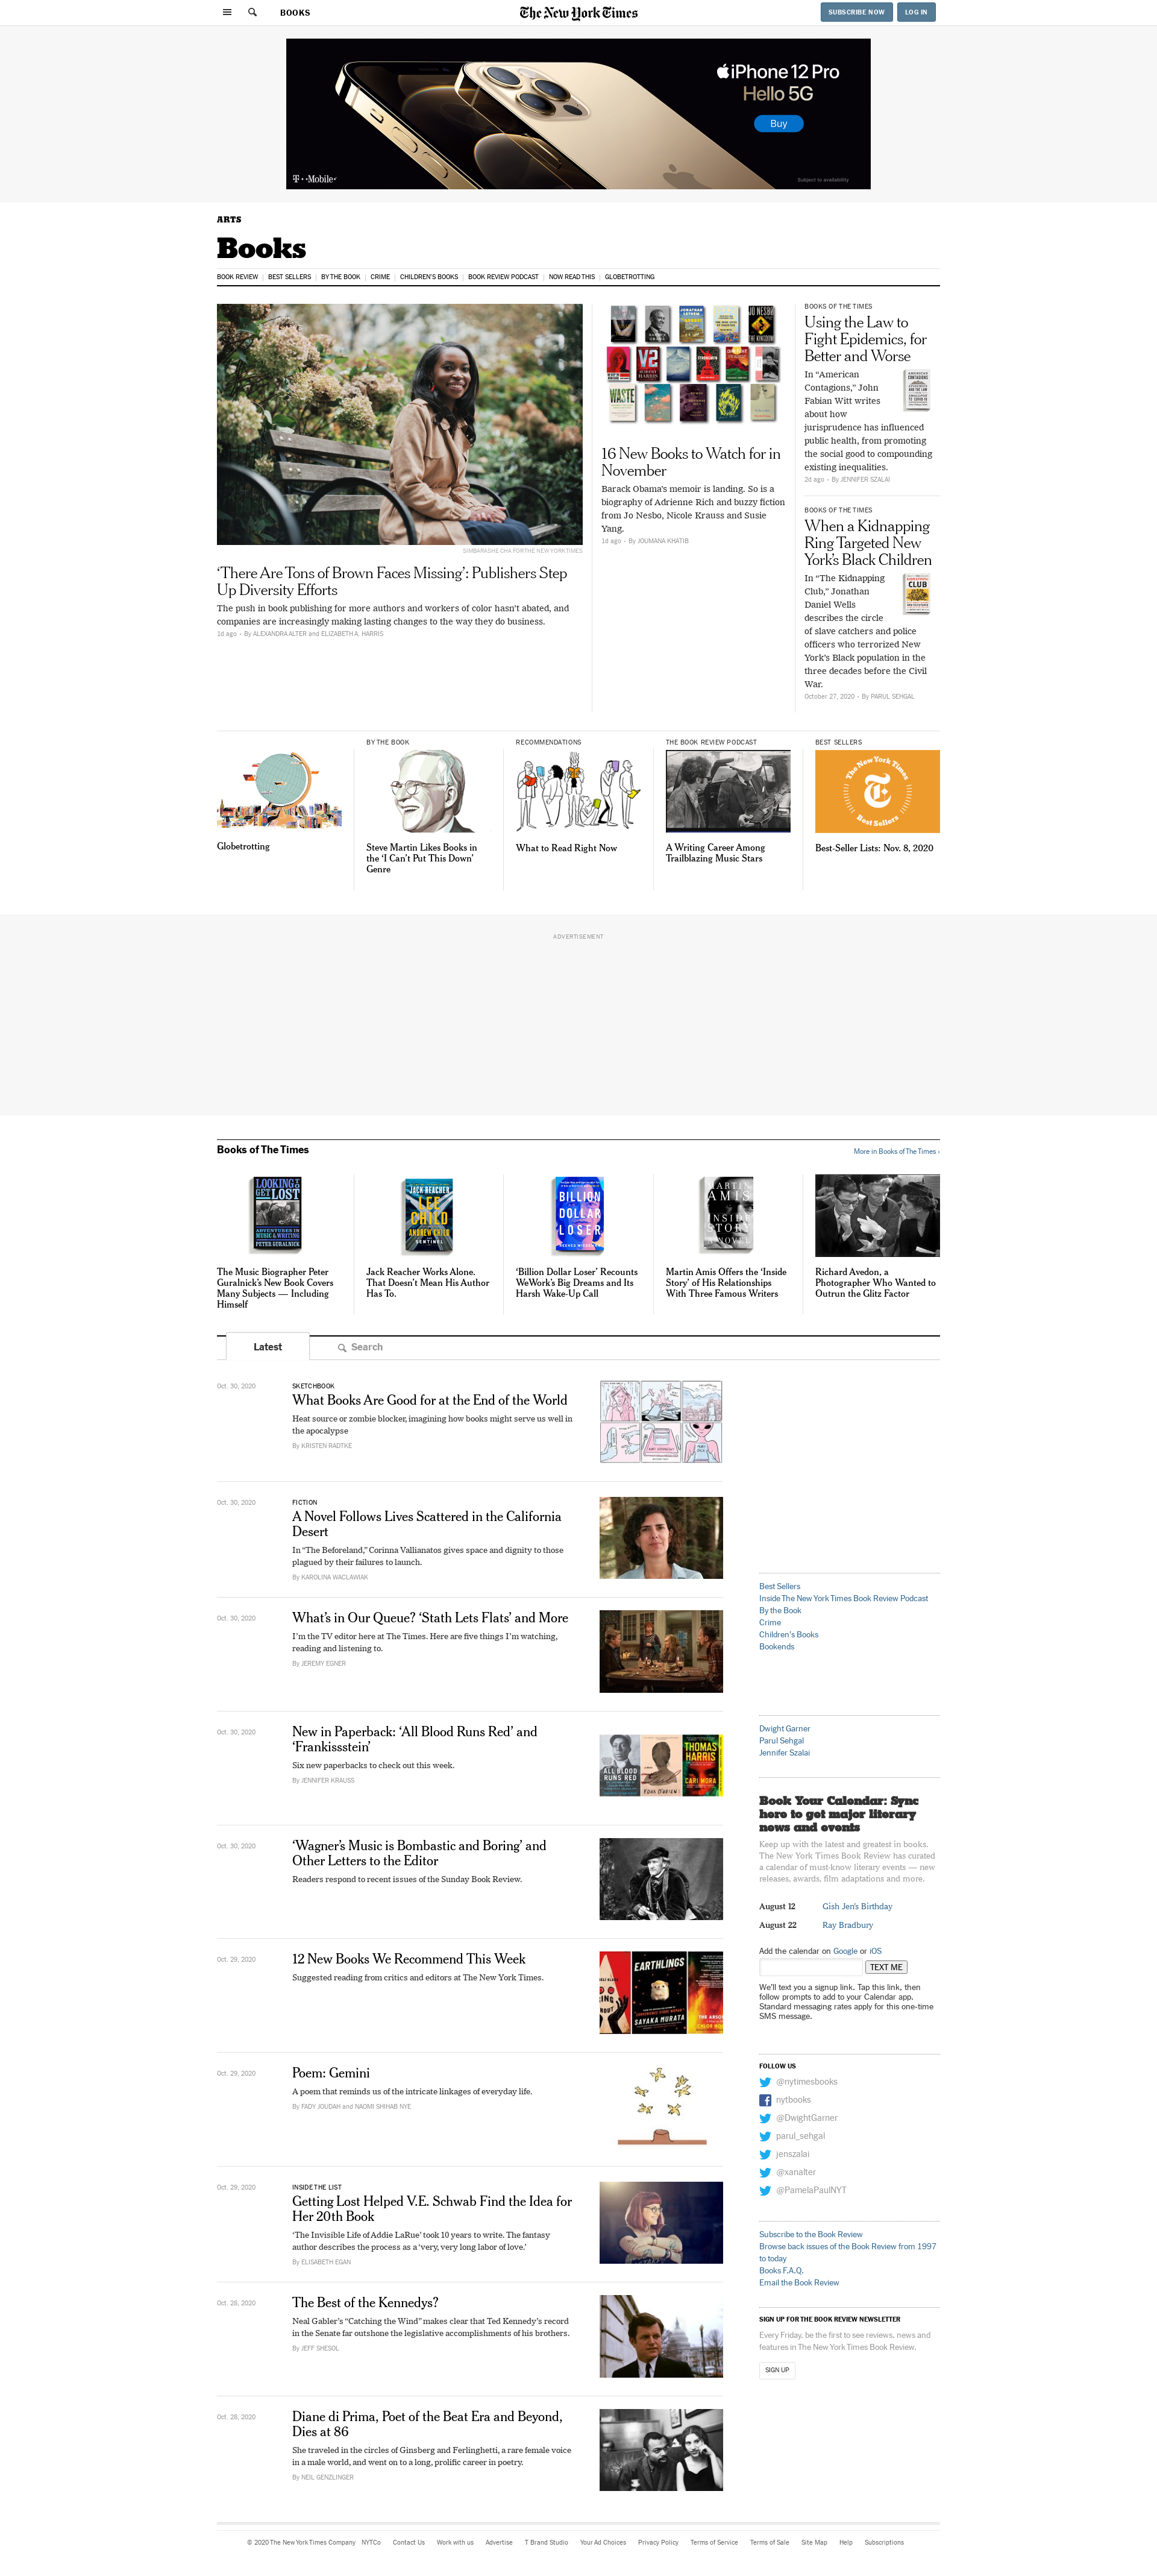 BOOKS
The New York Times
SUBSCRIBE NOW
LOG IN
iPhone 12 Pro
Hello 5G
Buy
T-Mobile
Subject to availability
ARTS
Books
BOOK REVIEW
BEST SELLERS
BY THE BOOK
CRIME
CHILDREN'S BOOKS
BOOK REVIEW PODCAST
NOW READ THIS
GLOBETROTTING
SIMBARASHE CHA FOR THE NEW YORK TIMES
‘There Are Tons of Brown Faces Missing’: Publishers Step
Up Diversity Efforts
The push in book publishing for more authors and workers of color hasn’t abated, and
companies are increasingly making lasting changes to the way they do business.
1d ago - By ALEXANDRA ALTER and ELIZABETH A. HARRIS
16 New Books to Watch for in
November
Barack Obama’s memoir is landing. So is a
biography of Adrienne Rich and buzzy fiction
from Jo Nesbo, Nicole Krauss and Susie
Yang.
1d ago - By JOUMANA KHATIB
BOOKS OF THE TIMES
Using the Law to
Fight Epidemics, for
Better and Worse
In “American
Contagions,” John
Fabian Witt writes
about how
jurisprudence has influenced
public health, from promoting
the social good to compounding
existing inequalities.
2d ago - By JENNIFER SZALAI
BOOKS OF THE TIMES
When a Kidnapping
Ring Targeted New
York’s Black Children
In “The Kidnapping
Club,” Jonathan
Daniel Wells
describes the circle
of slave catchers and police
officers who terrorized New
York’s Black population in the
three decades before the Civil
War.
October 27, 2020 - By PARUL SEHGAL
Globetrotting
BY THE BOOK
Steve Martin Likes Books in
the ‘I Can’t Put This Down’
Genre
RECOMMENDATIONS
What to Read Right Now
THE BOOK REVIEW PODCAST
A Writing Career Among
Trailblazing Music Stars
BEST SELLERS
The New York Times
Best Sellers
Best-Seller Lists: Nov. 8, 2020
ADVERTISEMENT
Books of The Times
More in Books of The Times ›
LOOKING TO
GET LOST
ADVENTURES IN
MUSIC & WRITING
PETER GURALNICK
The Music Biographer Peter
Guralnick’s New Book Covers
Many Subjects — Including
Himself
JACK REACHER
LEE
CHILD
ANDREW CHILD
SENTINEL
Jack Reacher Works Alone.
That Doesn’t Mean His Author
Has To.
BILLION
DOLLAR
LOSER
‘Billion Dollar Loser’ Recounts
WeWork’s Big Dreams and Its
Harsh Wake-Up Call
MARTIN
AMIS
INSIDE
STORY
Martin Amis Offers the ‘Inside
Story’ of His Relationships
With Three Famous Writers
Richard Avedon, a
Photographer Who Wanted to
Outrun the Glitz Factor
Latest
Search
Oct. 30, 2020
SKETCHBOOK
What Books Are Good for at the End of the World
Heat source or zombie blocker, imagining how books might serve us well in
the apocalypse
By KRISTEN RADTKE
Oct. 30, 2020
FICTION
A Novel Follows Lives Scattered in the California
Desert
In “The Beforeland,” Corinna Vallianatos gives space and dignity to those
plagued by their failures to launch.
By KAROLINA WACLAWIAK
Oct. 30, 2020
What’s in Our Queue? ‘Stath Lets Flats’ and More
I’m the TV editor here at The Times. Here are five things I’m watching,
reading and listening to.
By JEREMY EGNER
Oct. 30, 2020
New in Paperback: ‘All Blood Runs Red’ and
‘Frankissstein’
Six new paperbacks to check out this week.
By JENNIFER KRAUSS
ALL BLOOD
RUNS RED
EDNA O'BRIEN
THOMAS
HARRIS
CARI MORA
Oct. 30, 2020
‘Wagner’s Music is Bombastic and Boring’ and
Other Letters to the Editor
Readers respond to recent issues of the Sunday Book Review.
Oct. 29, 2020
12 New Books We Recommend This Week
Suggested reading from critics and editors at The New York Times.
EARTHLINGS
SAYAKA MURATA
Oct. 29, 2020
Poem: Gemini
A poem that reminds us of the intricate linkages of everyday life.
By FADY JOUDAH and NAOMI SHIHAB NYE
Oct. 29, 2020
INSIDE THE LIST
Getting Lost Helped V.E. Schwab Find the Idea for
Her 20th Book
‘The Invisible Life of Addie LaRue’ took 10 years to write. The fantasy
author describes the process as a ‘very, very long labor of love.’
By ELISABETH EGAN
Oct. 28, 2020
The Best of the Kennedys?
Neal Gabler’s “Catching the Wind” makes clear that Ted Kennedy’s record
in the Senate far outshone the legislative accomplishments of his brothers.
By JEFF SHESOL
Oct. 28, 2020
Diane di Prima, Poet of the Beat Era and Beyond,
Dies at 86
She traveled in the circles of Ginsberg and Ferlinghetti, a rare female voice
in a male world, and went on to a long, prolific career in poetry.
By NEIL GENZLINGER
Best Sellers
Inside The New York Times Book Review Podcast
By the Book
Crime
Children's Books
Bookends
Dwight Garner
Parul Sehgal
Jennifer Szalai
Book Your Calendar: Sync
here to get major literary
news and events
Keep up with the latest and greatest in books.
The New York Times Book Review has curated
a calendar of must-know literary events — new
releases, awards, film adaptations and more.
August 12 Gish Jen's Birthday
August 22 Ray Bradbury
Add the calendar on Google or iOS
TEXT ME
We'll text you a signup link. Tap this link, then
follow prompts to add to your Calendar app.
Standard messaging rates apply for this one-time
SMS message.
FOLLOW US
@nytimesbooks
nytbooks
@DwightGarner
parul_sehgal
jenszalai
@xanalter
@PamelaPaulNYT
Subscribe to the Book Review
Browse back issues of the Book Review from 1997
to today
Books F.A.Q.
Email the Book Review
SIGN UP FOR THE BOOK REVIEW NEWSLETTER
Every Friday, be the first to see reviews, news and
features in The New York Times Book Review.
SIGN UP
© 2020 The New York Times Company NYTCo Contact Us Work with us Advertise T Brand Studio Your Ad Choices Privacy Policy Terms of Service Terms of Sale Site Map Help Subscriptions